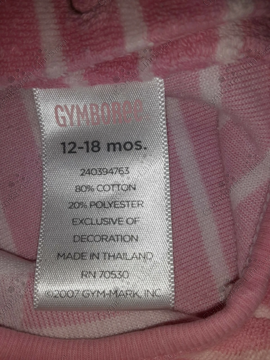 GYMBOREE
12-18 mos.
240394763
80% COTTON
20% POLYESTER
EXCLUSIVE OF
DECORATION
MADE IN THAILAND
RN 70530
©2007 GYM-MARK, INC.